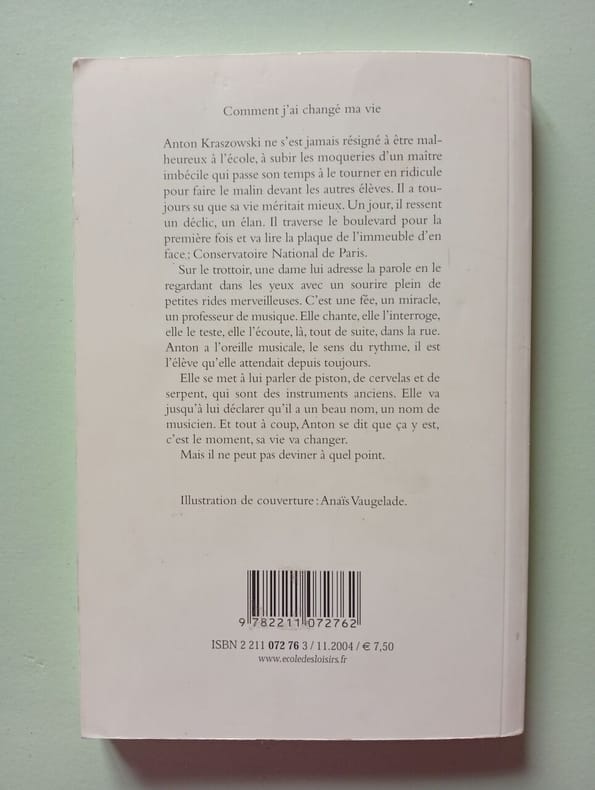 Comment j'ai changé ma vie
Anton Kraszowski ne s'est jamais résigné à être mal-
heureux à l'école, à subir les moqueries d'un maître
imbécile qui passe son temps à le tourner en ridicule
pour faire le malin devant les autres élèves. Il a tou-
jours su que sa vie méritait mieux. Un jour, il ressent
un déclic, un élan. Il traverse le boulevard pour la
première fois et va lire la plaque de l'immeuble d'en
face : Conservatoire National de Paris.
Sur le trottoir, une dame lui adresse la parole en le
regardant dans les yeux avec un sourire plein de
petites rides merveilleuses. C'est une fée, un miracle,
un professeur de musique. Elle chante, elle l'interroge,
elle le teste, elle l'écoute, là, tout de suite, dans la rue.
Anton a l'oreille musicale, le sens du rythme, il est
l'élève qu'elle attendait depuis toujours.
Elle se met à lui parler de piston, de cervelas et de
serpent, qui sont des instruments anciens. Elle va
jusqu'à lui déclarer qu'il a un beau nom, un nom de
musicien. Et tout à coup, Anton se dit que ça y est,
c'est le moment, sa vie va changer.
Mais il ne peut pas deviner à quel point.
Illustration de couverture : Anaïs Vaugelade.
9 782211 072762
ISBN 2 211 072 76 3 / 11.2004 / € 7,50
www.ecoledesloisirs.fr